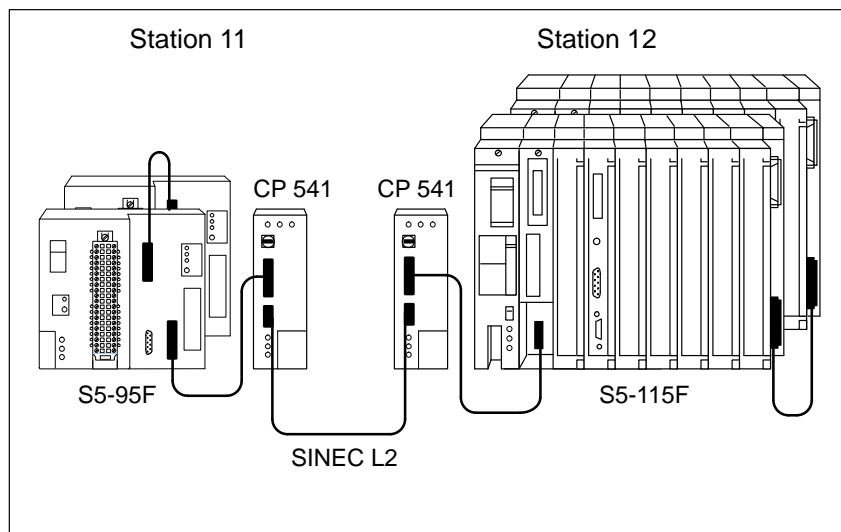 Station 11
Station 12
CP 541
CP 541
S5-95F
S5-115F
SINEC L2